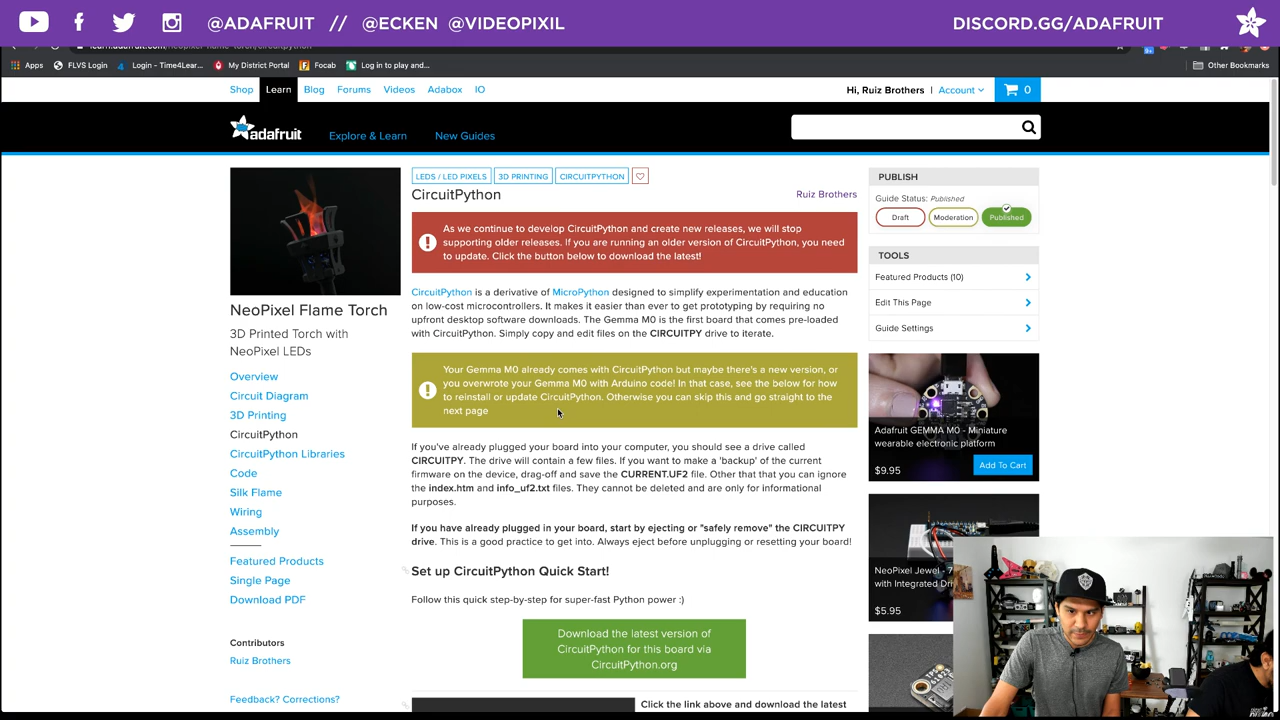 @ADAFRUIT // @ECKEN @VIDEOPIXIL
DISCORD.GG/ADAFRUIT
learn.adafruit.com/neopixel-flame-torch/circuitpython
Apps
FLVS Login
Login - Time4Lear...
My District Portal
Focab
Log in to play and...
Other Bookmarks
Shop
Learn
Blog
Forums
Videos
Adabox
IO
Hi, Ruiz Brothers | Account
0
adafruit
Explore & Learn
New Guides
NeoPixel Flame Torch
3D Printed Torch with
NeoPixel LEDs
Overview
Circuit Diagram
3D Printing
CircuitPython
CircuitPython Libraries
Code
Silk Flame
Wiring
Assembly
Featured Products
Single Page
Download PDF
Contributors
Ruiz Brothers
Feedback? Corrections?
LEDS / LED PIXELS
3D PRINTING
CIRCUITPYTHON
CircuitPython
Ruiz Brothers
As we continue to develop CircuitPython and create new releases, we will stop
supporting older releases. If you are running an older version of CircuitPython, you need
to update. Click the button below to download the latest!
CircuitPython is a derivative of MicroPython designed to simplify experimentation and education
on low-cost microcontrollers. It makes it easier than ever to get prototyping by requiring no
upfront desktop software downloads. The Gemma M0 is the first board that comes pre-loaded
with CircuitPython. Simply copy and edit files on the CIRCUITPY drive to iterate.
Your Gemma M0 already comes with CircuitPython but maybe there's a new version, or
you overwrote your Gemma M0 with Arduino code! In that case, see the below for how
to reinstall or update CircuitPython. Otherwise you can skip this and go straight to the
next page
If you've already plugged your board into your computer, you should see a drive called
CIRCUITPY. The drive will contain a few files. If you want to make a 'backup' of the current
firmware on the device, drag-off and save the CURRENT.UF2 file. Other that that you can ignore
the index.htm and info_uf2.txt files. They cannot be deleted and are only for informational
purposes.
If you have already plugged in your board, start by ejecting or "safely remove" the CIRCUITPY
drive. This is a good practice to get into. Always eject before unplugging or resetting your board!
Set up CircuitPython Quick Start!
Follow this quick step-by-step for super-fast Python power :)
Download the latest version of
CircuitPython for this board via
CircuitPython.org
Click the link above and download the latest
PUBLISH
Guide Status: Published
Draft
Moderation
Published
TOOLS
Featured Products (10)
Edit This Page
Guide Settings
Adafruit GEMMA M0 - Miniature
wearable electronic platform
$9.95
Add To Cart
NeoPixel Jewel - 7
with Integrated Dri
$5.95